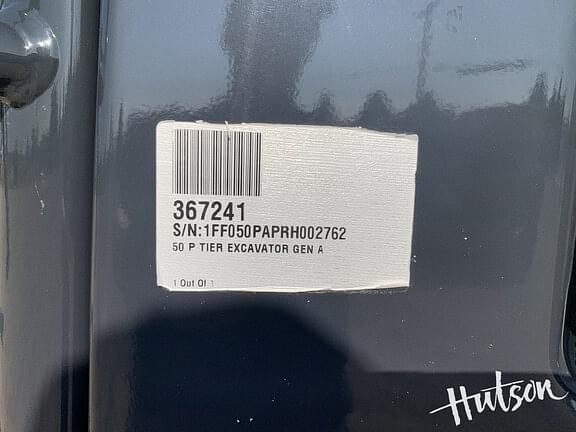 367241
S/N:1FF050PAPRH002762
50 P TIER EXCAVATOR GEN A
1 Out Of 1
Hutson